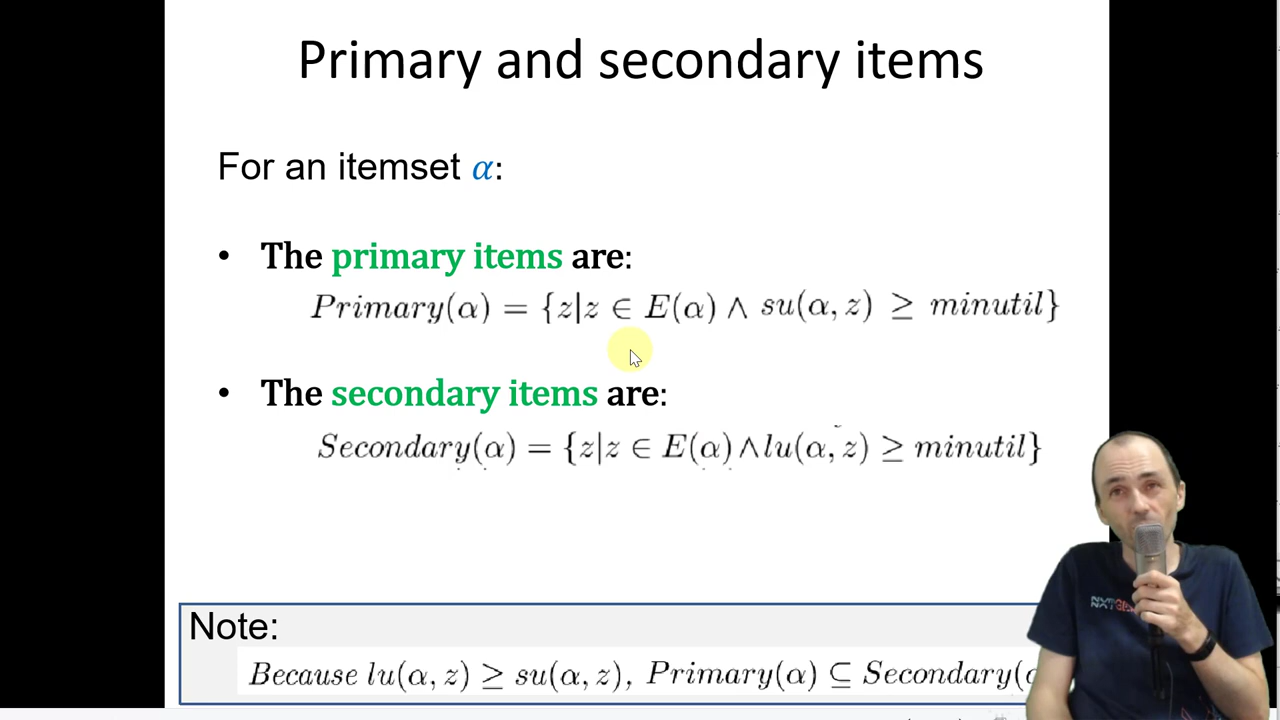 Primary and secondary items
For an itemset α:
• The primary items are:
Primary(α) = {z|z ∈ E(α) ∧ su(α, z) ≥ minutil}
• The secondary items are:
Secondary(α) = {z|z ∈ E(α) ∧ lu(α, z) ≥ minutil}
Note:
Because lu(α, z) ≥ su(α, z), Primary(α) ⊆ Secondary(α